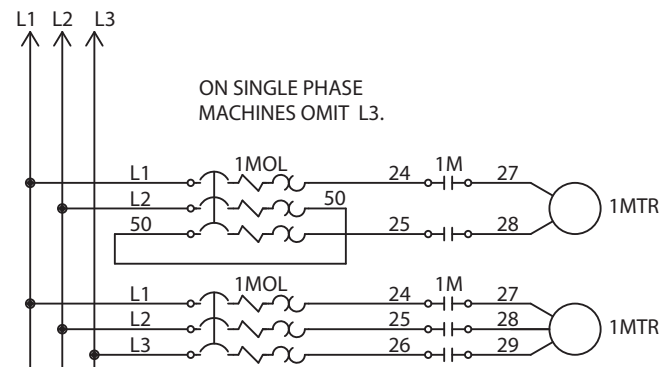 L1 L2 L3
ON SINGLE PHASE
MACHINES OMIT L3.
L1 1MOL 24 1M 27
L2 50
50 25 28
1MTR
L1 1MOL 24 1M 27
L2 25 28
L3 26 29
1MTR